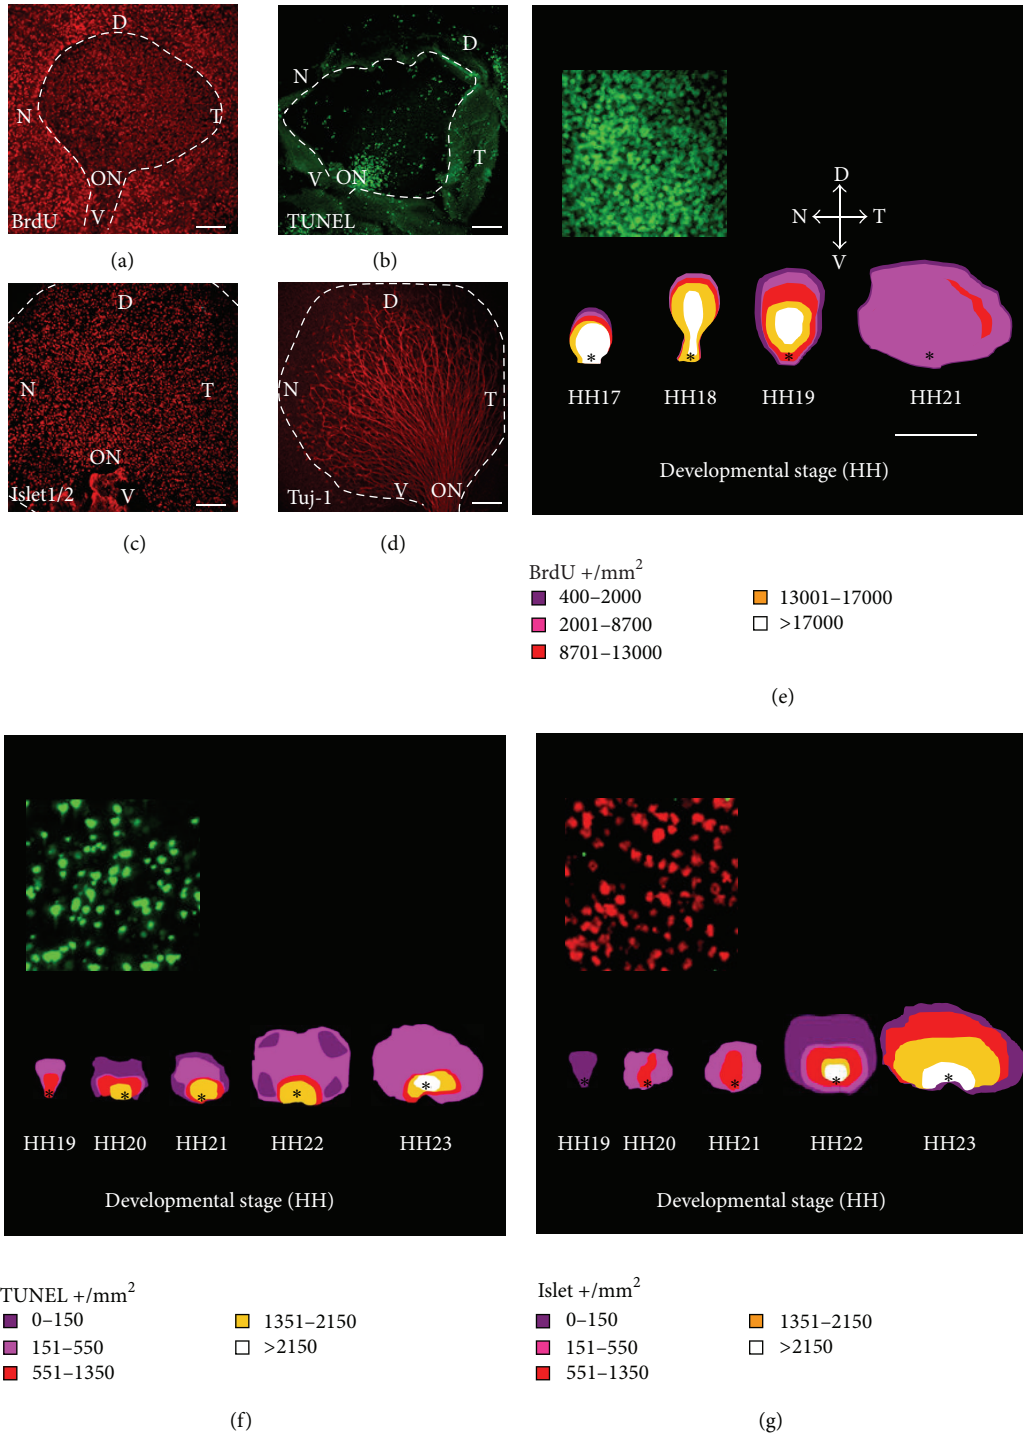 D
N
T
ON
V
BrdU
(a)
D
N
T
V
ON
TUNEL
(b)
D
N
T
ON
V
Islet1/2
(c)
D
N
T
V
ON
Tuj-1
(d)
D
N
T
V
*
*
*
*
HH17
HH18
HH19
HH21
Developmental stage (HH)
BrdU +/mm²
400–2000
2001–8700
8701–13000
13001–17000
>17000
(e)
*
*
*
*
*
HH19
HH20
HH21
HH22
HH23
Developmental stage (HH)
TUNEL +/mm²
0–150
151–550
551–1350
1351–2150
>2150
(f)
*
*
*
*
*
HH19
HH20
HH21
HH22
HH23
Developmental stage (HH)
Islet +/mm²
0–150
151–550
551–1350
1351–2150
>2150
(g)